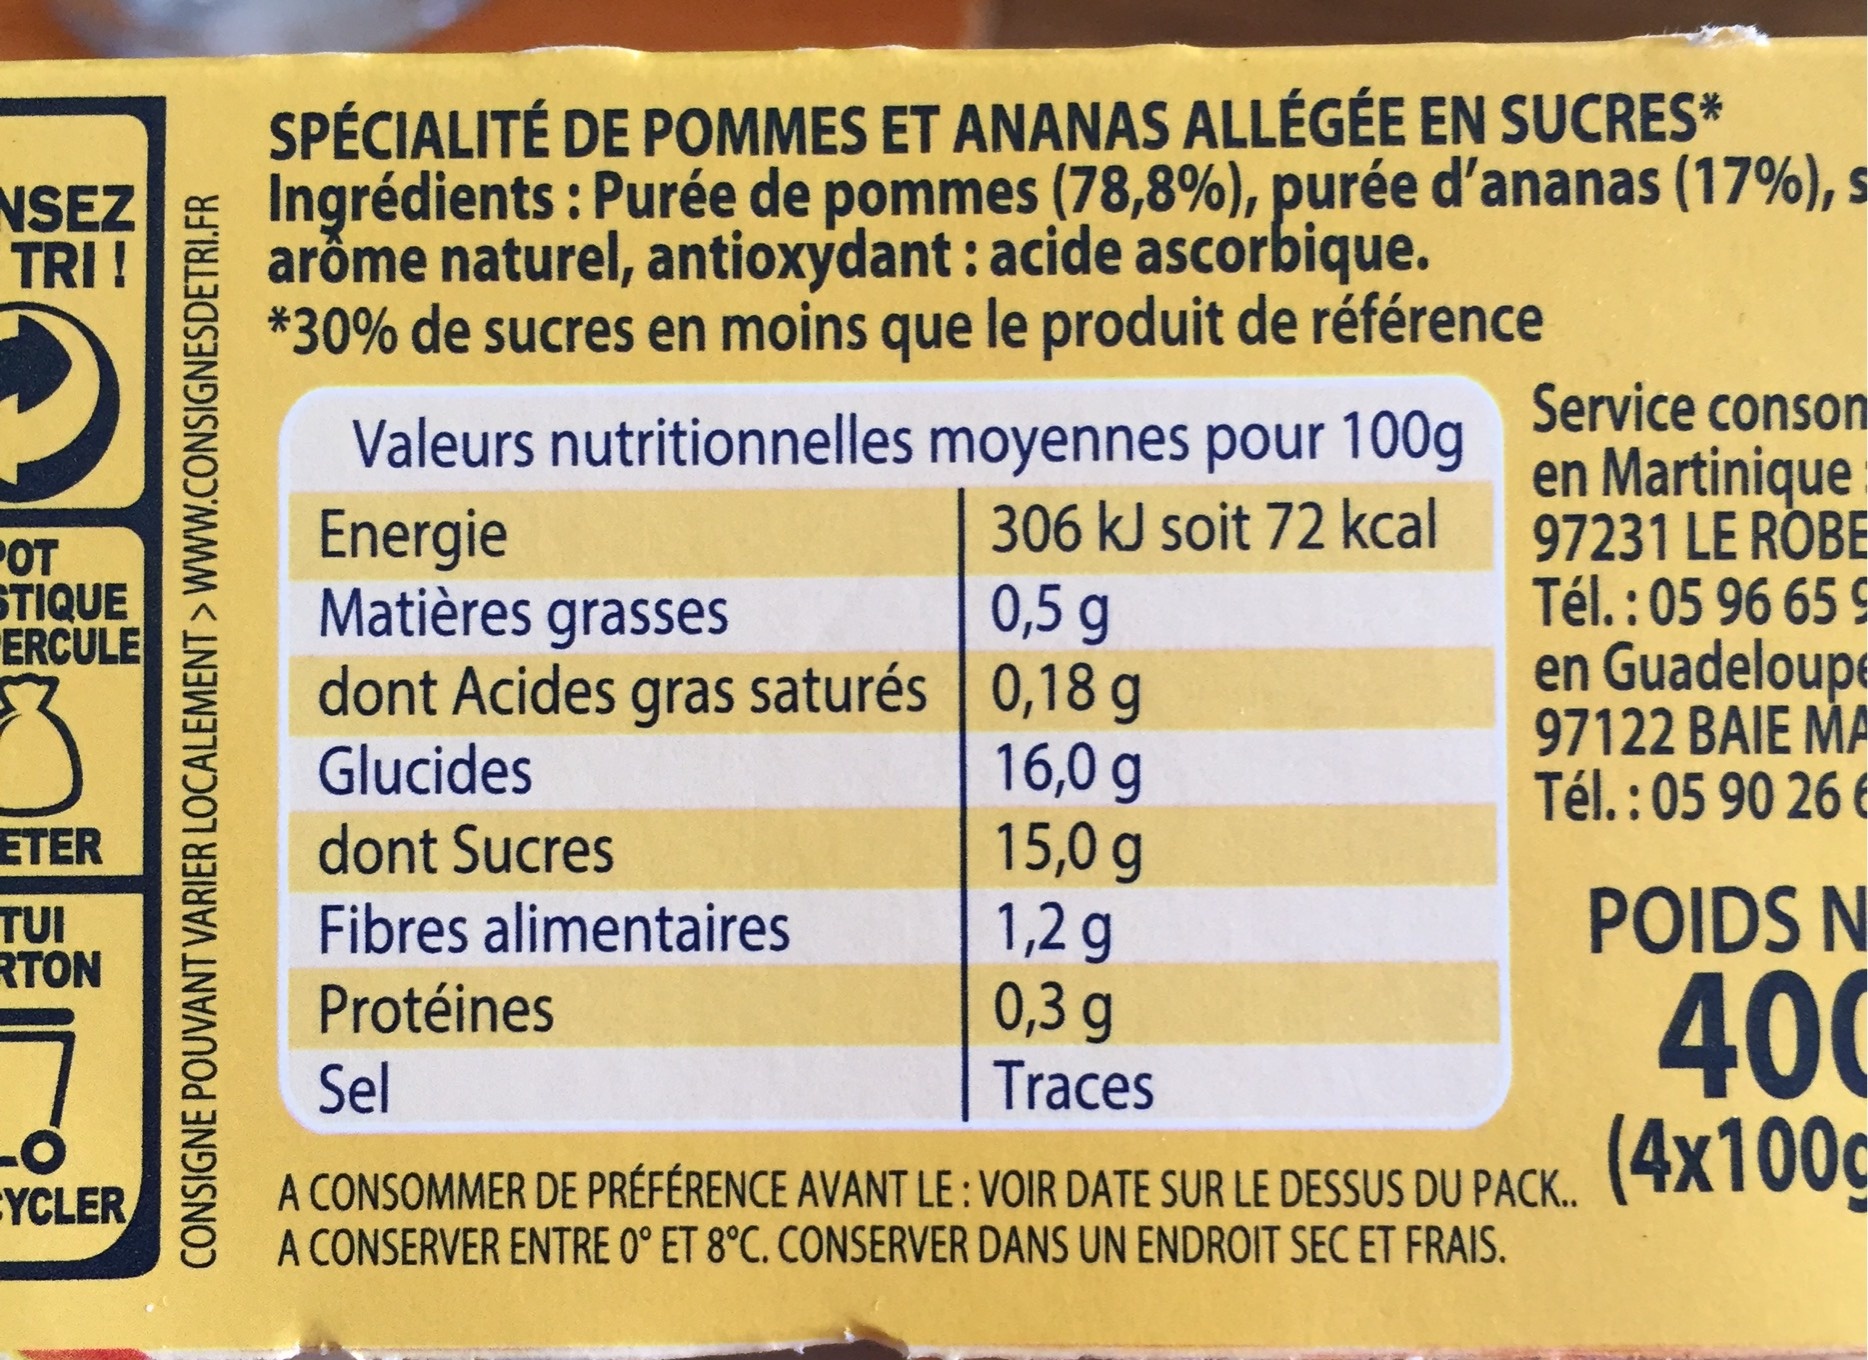 NSEZ
TRI !
POT
STIQUE
PERCULE
ETER
TUI
RTON
CYCLER
CONSIGNE POUVANT VARIER LOCALEMENT > WWW.CONSIGNESDETRI.FR
SPÉCIALITÉ DE POMMES ET ANANAS ALLÉGÉE EN SUCRES*
Ingrédients : Purée de pommes (78,8%), purée d'ananas (17%), s
arôme naturel, antioxydant : acide ascorbique.
*30% de sucres en moins que le produit de référence
Valeurs nutritionnelles moyennes pour 100g
Energie 306 kJ soit 72 kcal
Matières grasses 0,5 g
dont Acides gras saturés 0,18 g
Glucides 16,0 g
dont Sucres 15,0 g
Fibres alimentaires 1,2 g
Protéines 0,3 g
Sel Traces
Service conson
en Martinique :
97231 LE ROBE
Tél. : 05 96 65 9
en Guadeloupe
97122 BAIE MA
Tél. : 05 90 26 6
POIDS N
400
(4x100g
A CONSOMMER DE PRÉFÉRENCE AVANT LE : VOIR DATE SUR LE DESSUS DU PACK..
A CONSERVER ENTRE 0° ET 8°C. CONSERVER DANS UN ENDROIT SEC ET FRAIS.